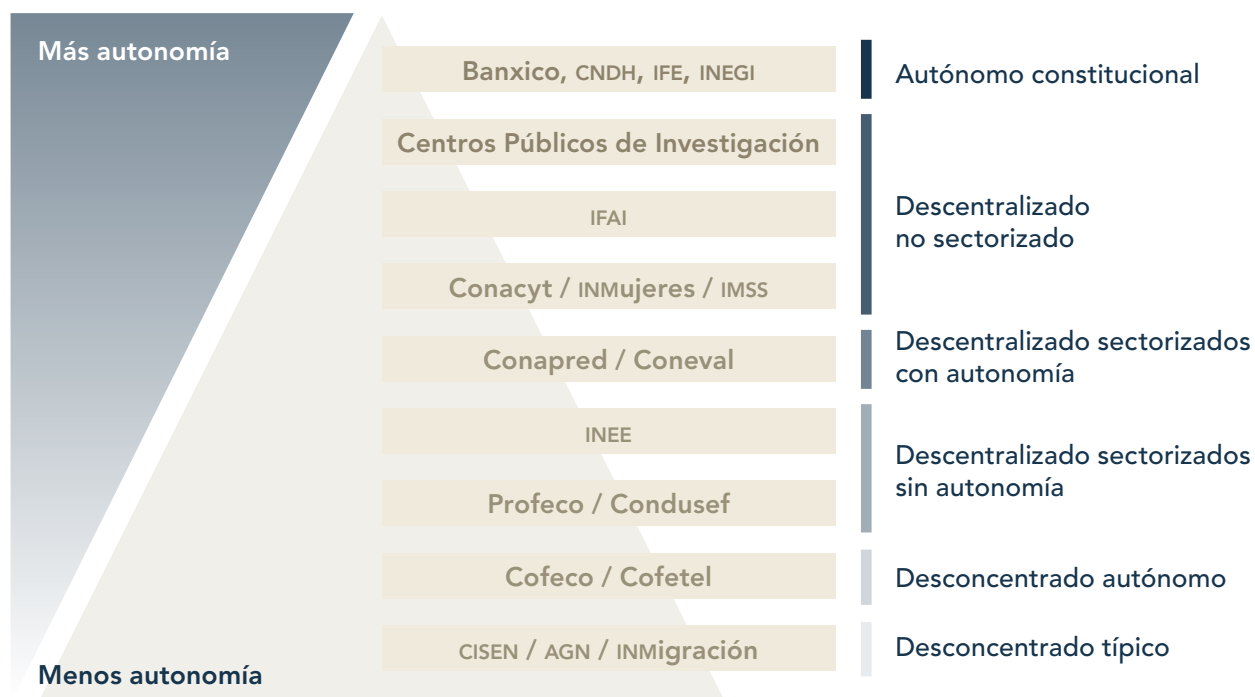 Más autonomía
Banxico, CNDH, IFE, INEGI
Autónomo constitucional
Centros Públicos de Investigación
IFAI
Descentralizado
no sectorizado
Conacyt / INMujeres / IMSS
Conapred / Coneval
Descentralizado sectorizados
con autonomía
INEE
Descentralizado sectorizados
sin autonomía
Profeco / Condusef
Cofeco / Cofetel
Desconcentrado autónomo
CISEN / AGN / INMigración
Desconcentrado típico
Menos autonomía